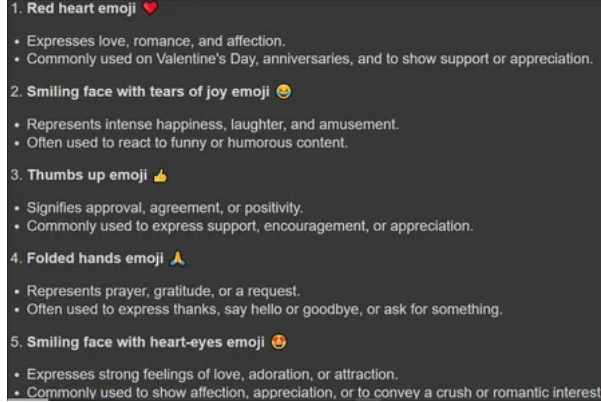 1. Red heart emoji ❤️
• Expresses love, romance, and affection.
• Commonly used on Valentine's Day, anniversaries, and to show support or appreciation.
2. Smiling face with tears of joy emoji 😂
• Represents intense happiness, laughter, and amusement.
• Often used to react to funny or humorous content.
3. Thumbs up emoji 👍
• Signifies approval, agreement, or positivity.
• Commonly used to express support, encouragement, or appreciation.
4. Folded hands emoji 🙏
• Represents prayer, gratitude, or a request.
• Often used to express thanks, say hello or goodbye, or ask for something.
5. Smiling face with heart-eyes emoji 😍
• Expresses strong feelings of love, adoration, or attraction.
• Commonly used to show affection, appreciation, or to convey a crush or romantic interest